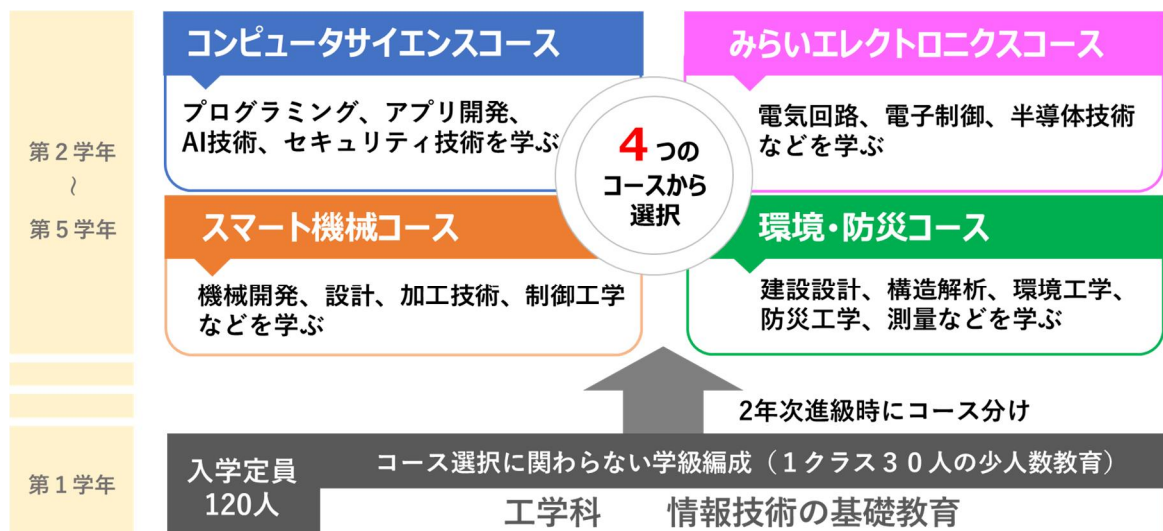 第２学年
～
第５学年
コンピュータサイエンスコース
プログラミング、アプリ開発、
AI技術、セキュリティ技術を学ぶ
みらいエレクトロニクスコース
電気回路、電子制御、半導体技術
などを学ぶ
4つの
コースから
選択
スマート機械コース
機械開発、設計、加工技術、制御工学
などを学ぶ
環境・防災コース
建設設計、構造解析、環境工学、
防災工学、測量などを学ぶ
2年次進級時にコース分け
第１学年
入学定員
120人
コース選択に関わらない学級編成（１クラス３０人の少人数教育）
工学科　情報技術の基礎教育